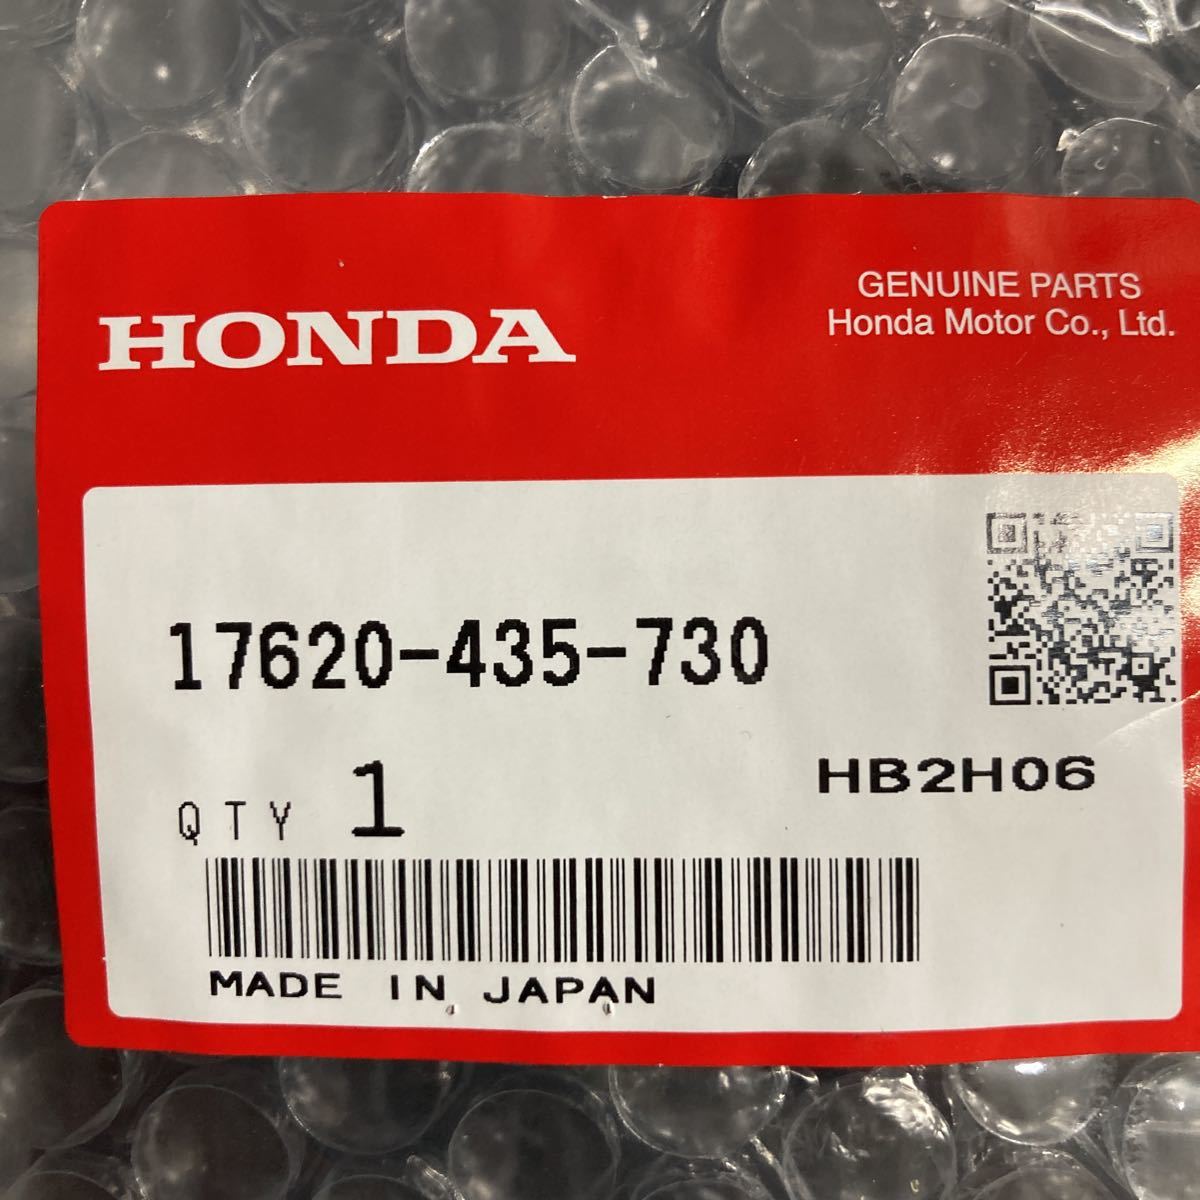 HONDA
GENUINE PARTS
Honda Motor Co., Ltd.
17620-435-730
QTY 1
HB2H06
MADE IN JAPAN